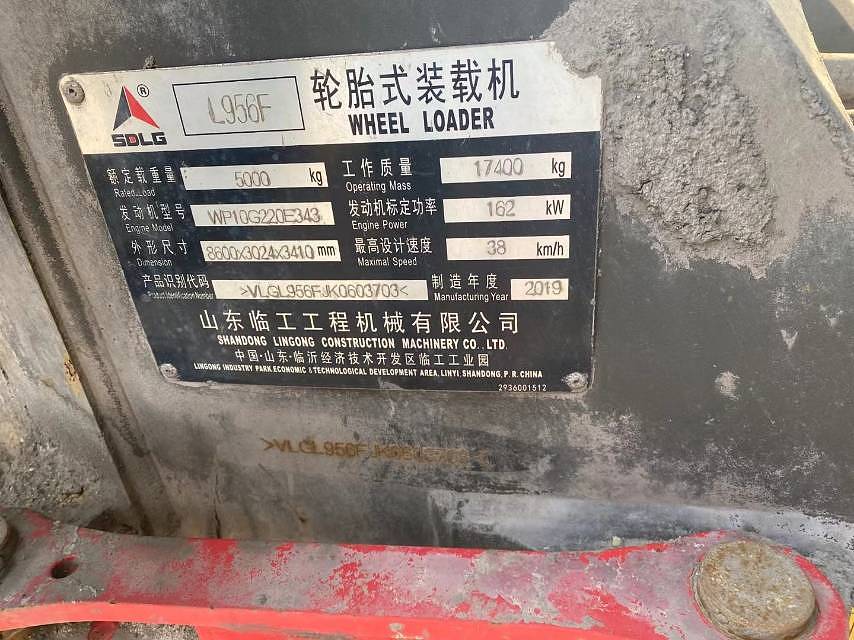 SDLG ®
L956F
轮胎式装载机
WHEEL LOADER
额定载重量 5000 kg 工作质量 17400 kg
Rated Load Operating Mass
发动机型号 WP10G220E343 发动机标定功率 162 kW
Engine Model Engine Power
外形尺寸 8600x3024x3410 mm 最高设计速度 38 km/h
Dimension Maximal Speed
产品识别代码 >VLGL956FJK0603703< 制造年度 2019
Product Identification Number Manufacturing Year
山东临工工程机械有限公司
SHANDONG LINGONG CONSTRUCTION MACHINERY CO., LTD.
中国·山东·临沂经济技术开发区临工工业园
LINGONG INDUSTRY PARK.ECONOMIC & TECHNOLOGICAL DEVELOPMENT AREA, LINYI, SHANDONG, P.R. CHINA
2936001512